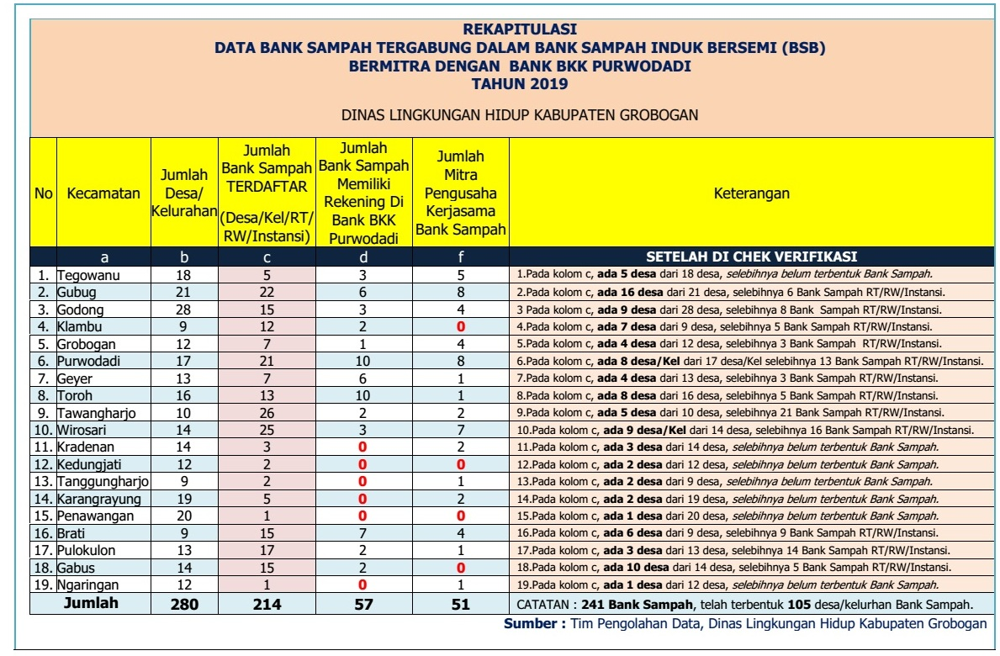 REKAPITULASI
DATA BANK SAMPAH TERGABUNG DALAM BANK SAMPAH INDUK BERSEMI (BSB)
BERMITRA DENGAN BANK BKK PURWODADI
TAHUN 2019
DINAS LINGKUNGAN HIDUP KABUPATEN GROBOGAN
No Kecamatan Jumlah Desa/ Kelurahan Jumlah Bank Sampah TERDAFTAR (Desa/Kel/RT/ RW/Instansi) Jumlah Bank Sampah Memiliki Rekening Di Bank BKK Purwodadi Jumlah Mitra Pengusaha Kerjasama Bank Sampah Keterangan
a b c d f SETELAH DI CHEK VERIFIKASI
1. Tegowanu 18 5 3 5 1.Pada kolom c, ada 5 desa dari 18 desa, selebihnya belum terbentuk Bank Sampah.
2. Gubug 21 22 6 8 2.Pada kolom c, ada 16 desa dari 21 desa, selebihnya 6 Bank Sampah RT/RW/Instansi.
3. Godong 28 15 3 4 3 Pada kolom c, ada 9 desa dari 28 desa, selebihnya 8 Bank Sampah RT/RW/Instansi.
4. Klambu 9 12 2 0 4.Pada kolom c, ada 7 desa dari 9 desa, selebihnya 5 Bank Sampah RT/RW/Instansi.
5. Grobogan 12 7 1 4 5.Pada kolom c, ada 4 desa dari 12 desa, selebihnya 3 Bank Sampah RT/RW/Instansi.
6. Purwodadi 17 21 10 8 6.Pada kolom c, ada 8 desa/Kel dari 17 desa/Kel selebihnya 13 Bank Sampah RT/RW/Instansi.
7. Geyer 13 7 6 1 7.Pada kolom c, ada 4 desa dari 13 desa, selebihnya 3 Bank Sampah RT/RW/Instansi.
8. Toroh 16 13 10 1 8.Pada kolom c, ada 8 desa dari 16 desa, selebihnya 5 Bank Sampah RT/RW/Instansi.
9. Tawangharjo 10 26 2 2 9.Pada kolom c, ada 5 desa dari 10 desa, selebihnya 21 Bank Sampah RT/RW/Instansi.
10. Wirosari 14 25 3 7 10.Pada kolom c, ada 9 desa/Kel dari 14 desa, selebihnya 16 Bank Sampah RT/RW/Instansi.
11. Kradenan 14 3 0 2 11.Pada kolom c, ada 3 desa dari 14 desa, selebihnya belum terbentuk Bank Sampah.
12. Kedungjati 12 2 0 0 12.Pada kolom c, ada 2 desa dari 12 desa, selebihnya belum terbentuk Bank Sampah.
13. Tanggungharjo 9 2 0 1 13.Pada kolom c, ada 2 desa dari 9 desa, selebihnya belum terbentuk Bank Sampah.
14. Karangrayung 19 5 0 2 14.Pada kolom c, ada 2 desa dari 19 desa, selebihnya belum terbentuk Bank Sampah.
15. Penawangan 20 1 0 0 15.Pada kolom c, ada 1 desa dari 20 desa, selebihnya belum terbentuk Bank Sampah.
16. Brati 9 15 7 4 16.Pada kolom c, ada 6 desa dari 9 desa, selebihnya 9 Bank Sampah RT/RW/Instansi.
17. Pulokulon 13 17 2 1 17.Pada kolom c, ada 3 desa dari 13 desa, selebihnya 14 Bank Sampah RT/RW/Instansi.
18. Gabus 14 15 2 0 18.Pada kolom c, ada 10 desa dari 14 desa, selebihnya 5 Bank Sampah RT/RW/Instansi.
19. Ngaringan 12 1 0 1 19.Pada kolom c, ada 1 desa dari 12 desa, selebihnya belum terbentuk Bank Sampah.
Jumlah 280 214 57 51 CATATAN : 241 Bank Sampah, telah terbentuk 105 desa/kelurhan Bank Sampah.
Sumber : Tim Pengolahan Data, Dinas Lingkungan Hidup Kabupaten Grobogan